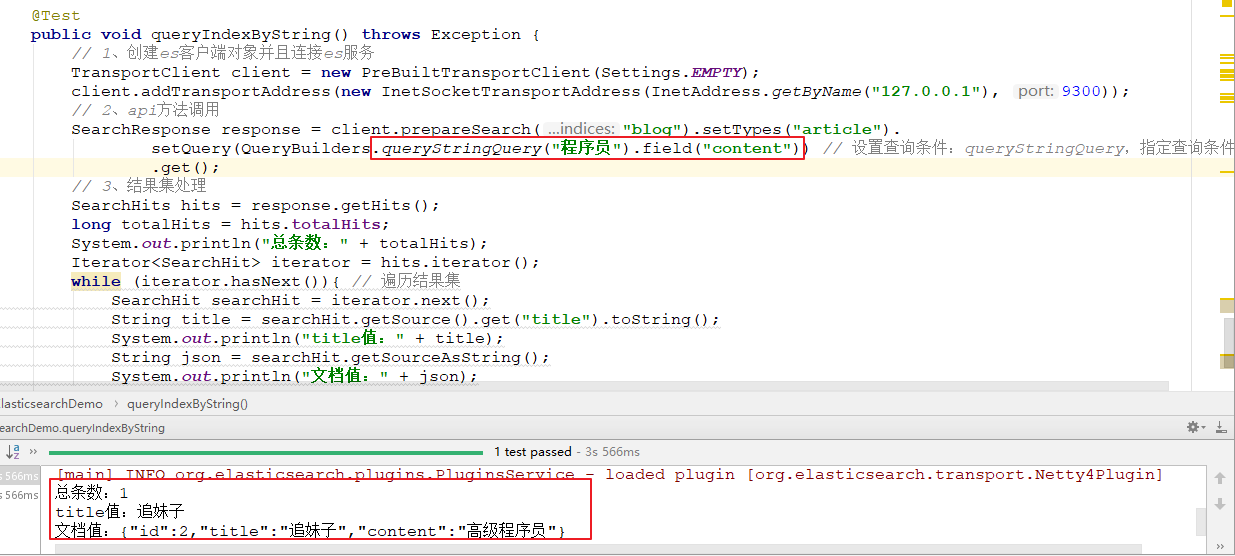 @Test
public void queryIndexByString() throws Exception {
// 1、创建es客户端对象并且连接es服务
TransportClient client = new PreBuiltTransportClient(Settings.EMPTY);
client.addTransportAddress(new InetSocketTransportAddress(InetAddress.getByName("127.0.0.1"), port: 9300));
// 2、api方法调用
SearchResponse response = client.prepareSearch( ...indices: "blog").setTypes("article").
setQuery(QueryBuilders.queryStringQuery("程序员").field("content")) // 设置查询条件：queryStringQuery，指定查询条件
.get();
// 3、结果集处理
SearchHits hits = response.getHits();
long totalHits = hits.totalHits;
System.out.println("总条数：" + totalHits);
Iterator<SearchHit> iterator = hits.iterator();
while (iterator.hasNext()){ // 遍历结果集
SearchHit searchHit = iterator.next();
String title = searchHit.getSource().get("title").toString();
System.out.println("title值：" + title);
String json = searchHit.getSourceAsString();
System.out.println("文档值：" + json);
lasticsearchDemo › queryIndexByString()
earchDemo.queryIndexByString
1 test passed - 3s 566ms
s 566ms [main] INFO org.elasticsearch.plugins.PluginsService - loaded plugin [org.elasticsearch.transport.Netty4Plugin]
s 566ms 总条数：1
title值：追妹子
文档值：{"id":2,"title":"追妹子","content":"高级程序员"}